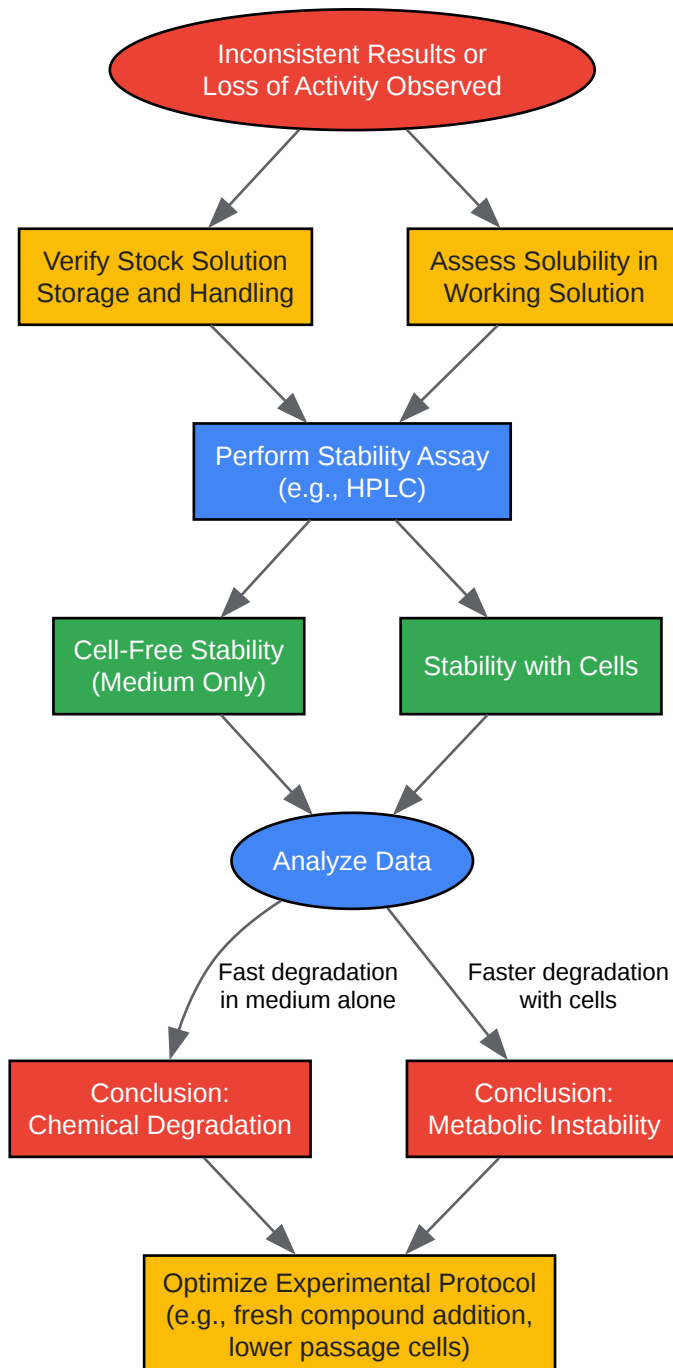 Inconsistent Results or
Loss of Activity Observed
Verify Stock Solution
Storage and Handling
Assess Solubility in
Working Solution
Perform Stability Assay
(e.g., HPLC)
Cell-Free Stability
(Medium Only)
Stability with Cells
Analyze Data
Fast degradation
in medium alone
Faster degradation
with cells
Conclusion:
Chemical Degradation
Conclusion:
Metabolic Instability
Optimize Experimental Protocol
(e.g., fresh compound addition,
lower passage cells)